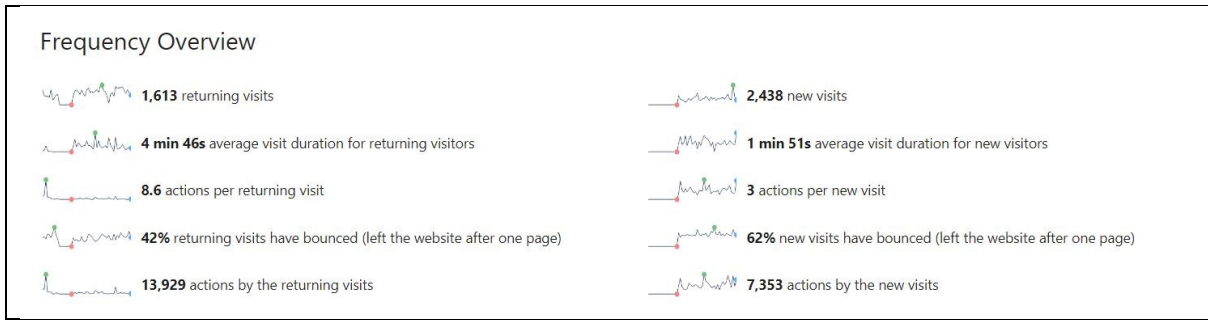 Frequency Overview
1,613 returning visits
2,438 new visits
4 min 46s average visit duration for returning visitors
1 min 51s average visit duration for new visitors
8.6 actions per returning visit
3 actions per new visit
42% returning visits have bounced (left the website after one page)
62% new visits have bounced (left the website after one page)
13,929 actions by the returning visits
7,353 actions by the new visits